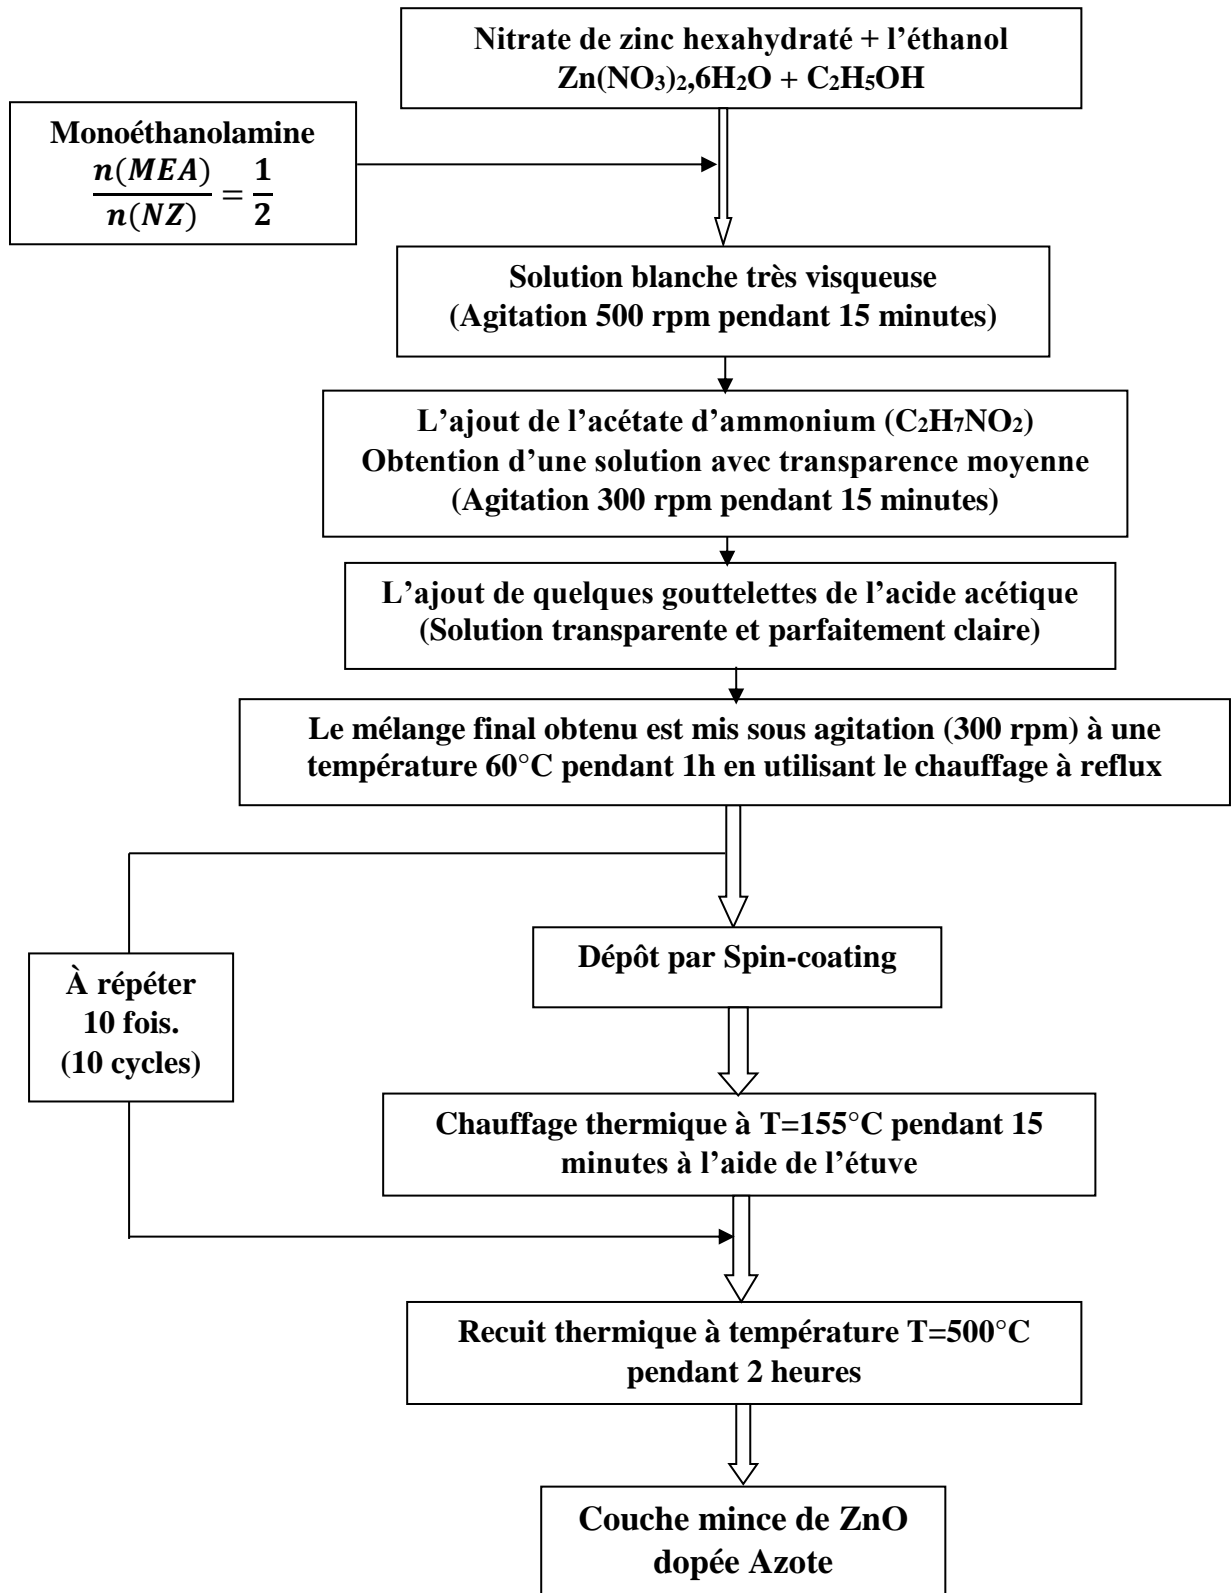 Nitrate de zinc hexahydraté + l’éthanol
Zn(NO₃)₂,6H₂O + C₂H₅OH
Monoéthanolamine
n(MEA)/n(NZ) = 1/2
Solution blanche très visqueuse
(Agitation 500 rpm pendant 15 minutes)
L’ajout de l’acétate d’ammonium (C₂H₇NO₂)
Obtention d’une solution avec transparence moyenne
(Agitation 300 rpm pendant 15 minutes)
L’ajout de quelques gouttelettes de l’acide acétique
(Solution transparente et parfaitement claire)
Le mélange final obtenu est mis sous agitation (300 rpm) à une
température 60°C pendant 1h en utilisant le chauffage à reflux
Dépôt par Spin-coating
À répéter
10 fois.
(10 cycles)
Chauffage thermique à T=155°C pendant 15
minutes à l’aide de l’étuve
Recuit thermique à température T=500°C
pendant 2 heures
Couche mince de ZnO
dopée Azote